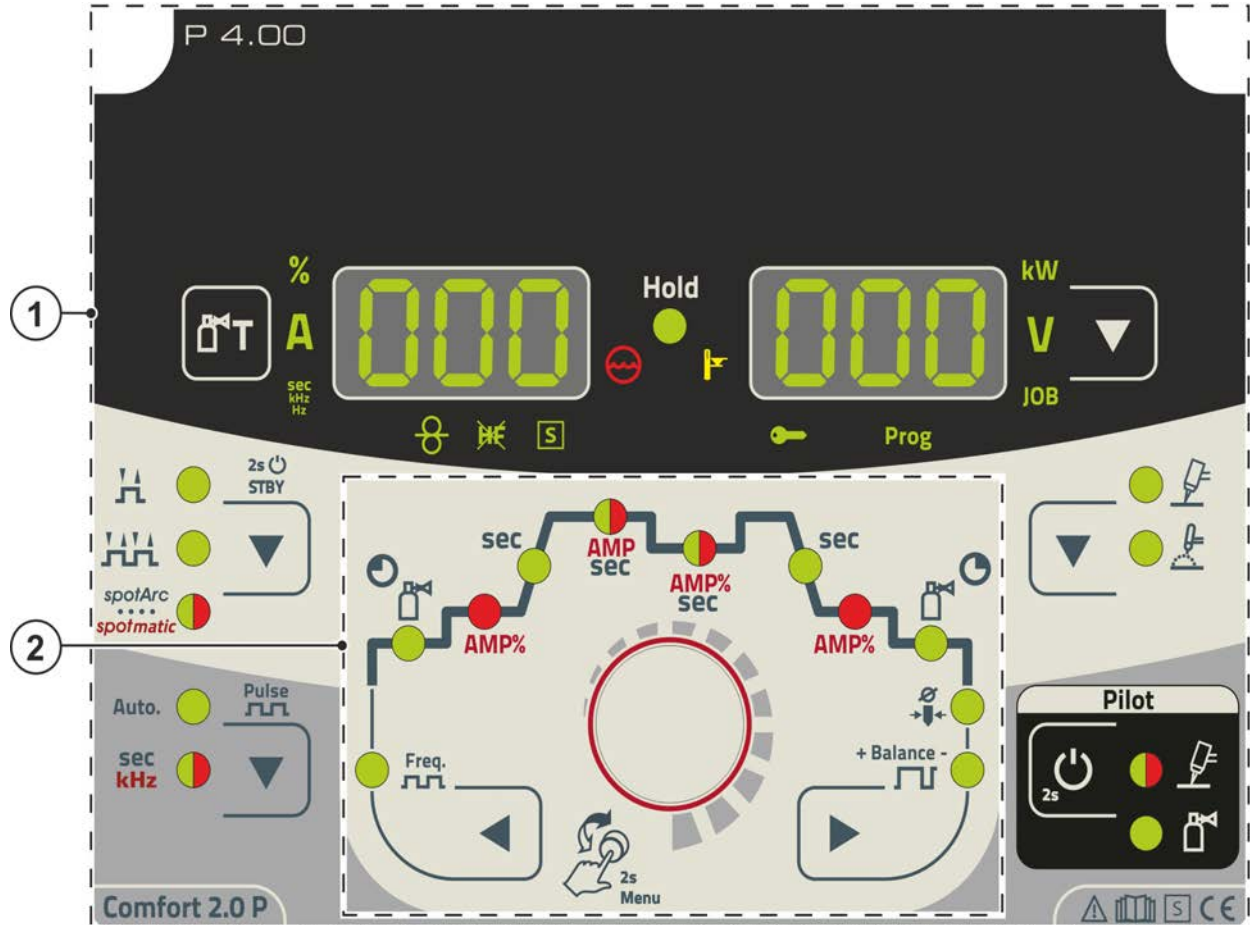 P 4.00
1
2
T
%
A
sec
kHz
Hz
000
Hold
000
kW
V
JOB
HF
S
Prog
2s
STBY
spotArc
spotmatic
sec
AMP
sec
AMP%
sec
sec
AMP%
AMP%
Auto.
Pulse
sec
kHz
Freq.
+ Balance -
2s
Menu
Pilot
2s
Comfort 2.0 P
S CE